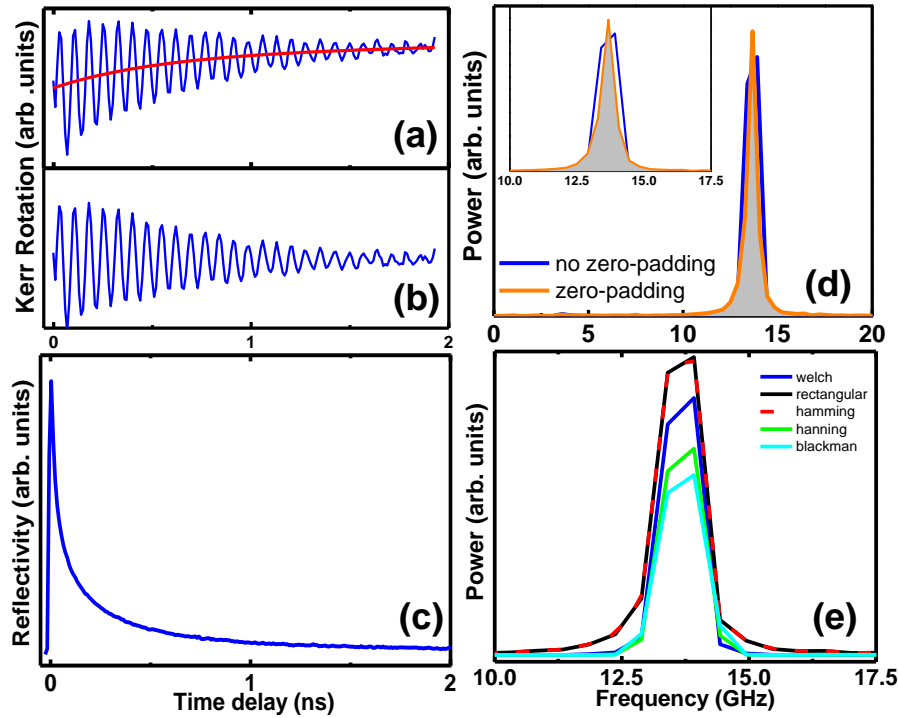 Kerr Rotation (arb .units)
(a)
(b)
0
1
2
Reflectivity (arb. units)
(c)
0
1
2
Time delay (ns)
Power (arb. units)
10.0
12.5
15.0
17.5
no zero-padding
zero-padding
(d)
0
5
10
15
20
Power (arb. units)
welch
rectangular
hamming
hanning
blackman
(e)
10.0
12.5
15.0
17.5
Frequency (GHz)